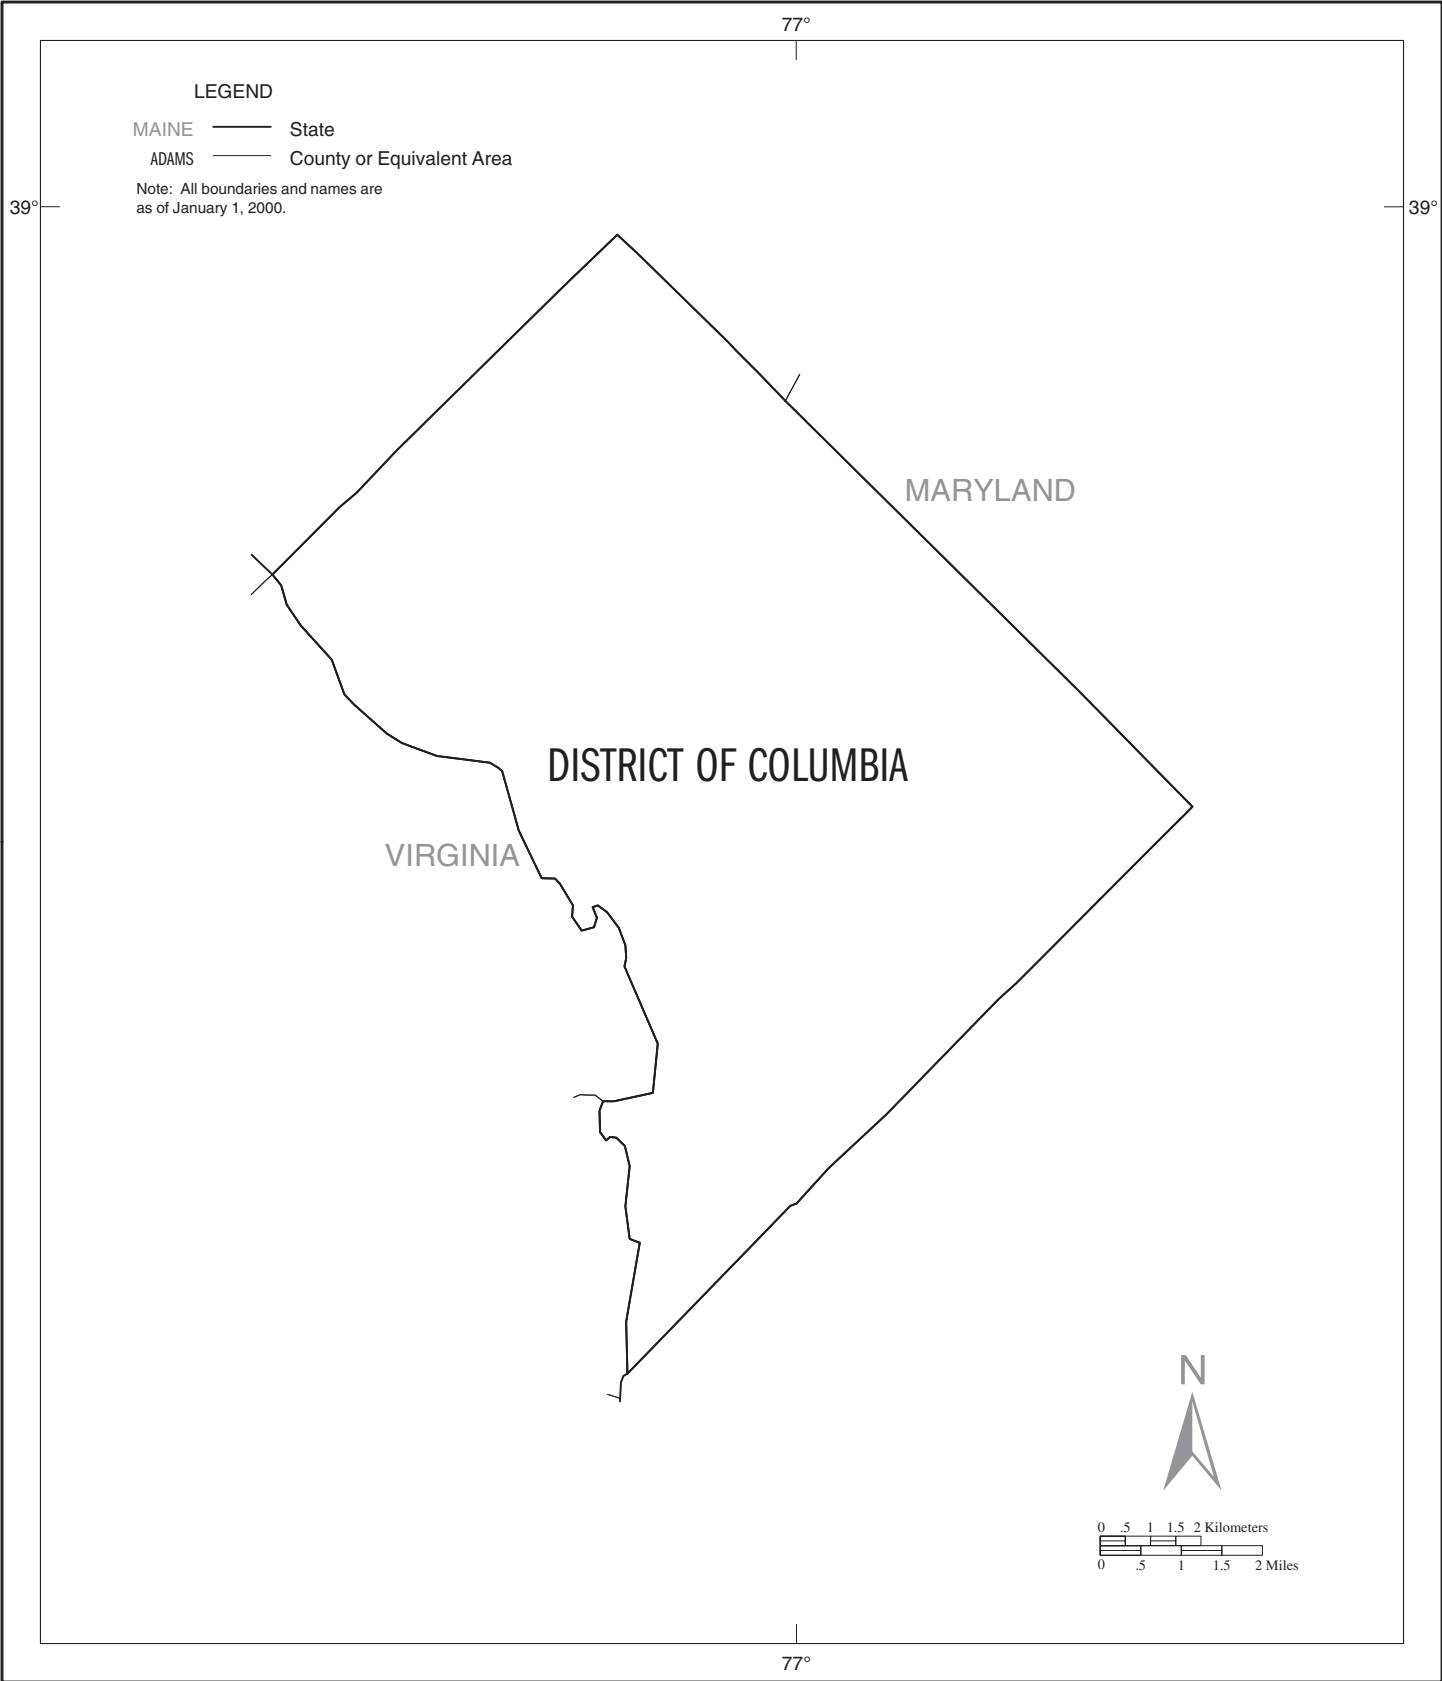 77°
LEGEND
MAINE State
ADAMS County or Equivalent Area
Note: All boundaries and names are
as of January 1, 2000.
39° 39°
MARYLAND
DISTRICT OF COLUMBIA
VIRGINIA
N
0 .5 1 1.5 2 Kilometers
0 .5 1 1.5 2 Miles
77°